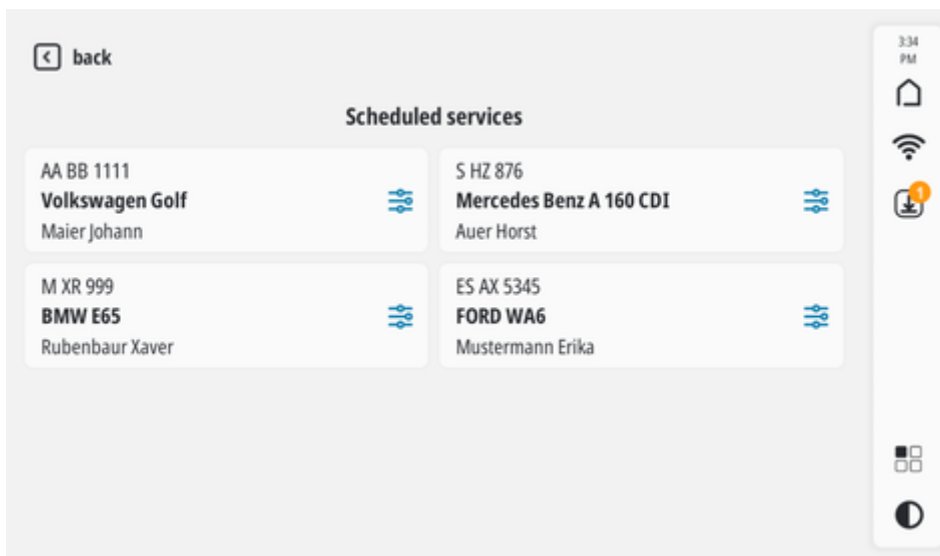 back
Scheduled services
AA BB 1111
Volkswagen Golf
Maier Johann
S HZ 876
Mercedes Benz A 160 CDI
Auer Horst
M XR 999
BMW E65
Rubenbaur Xaver
ES AX 5345
FORD WA6
Mustermann Erika
3:34
PM
1